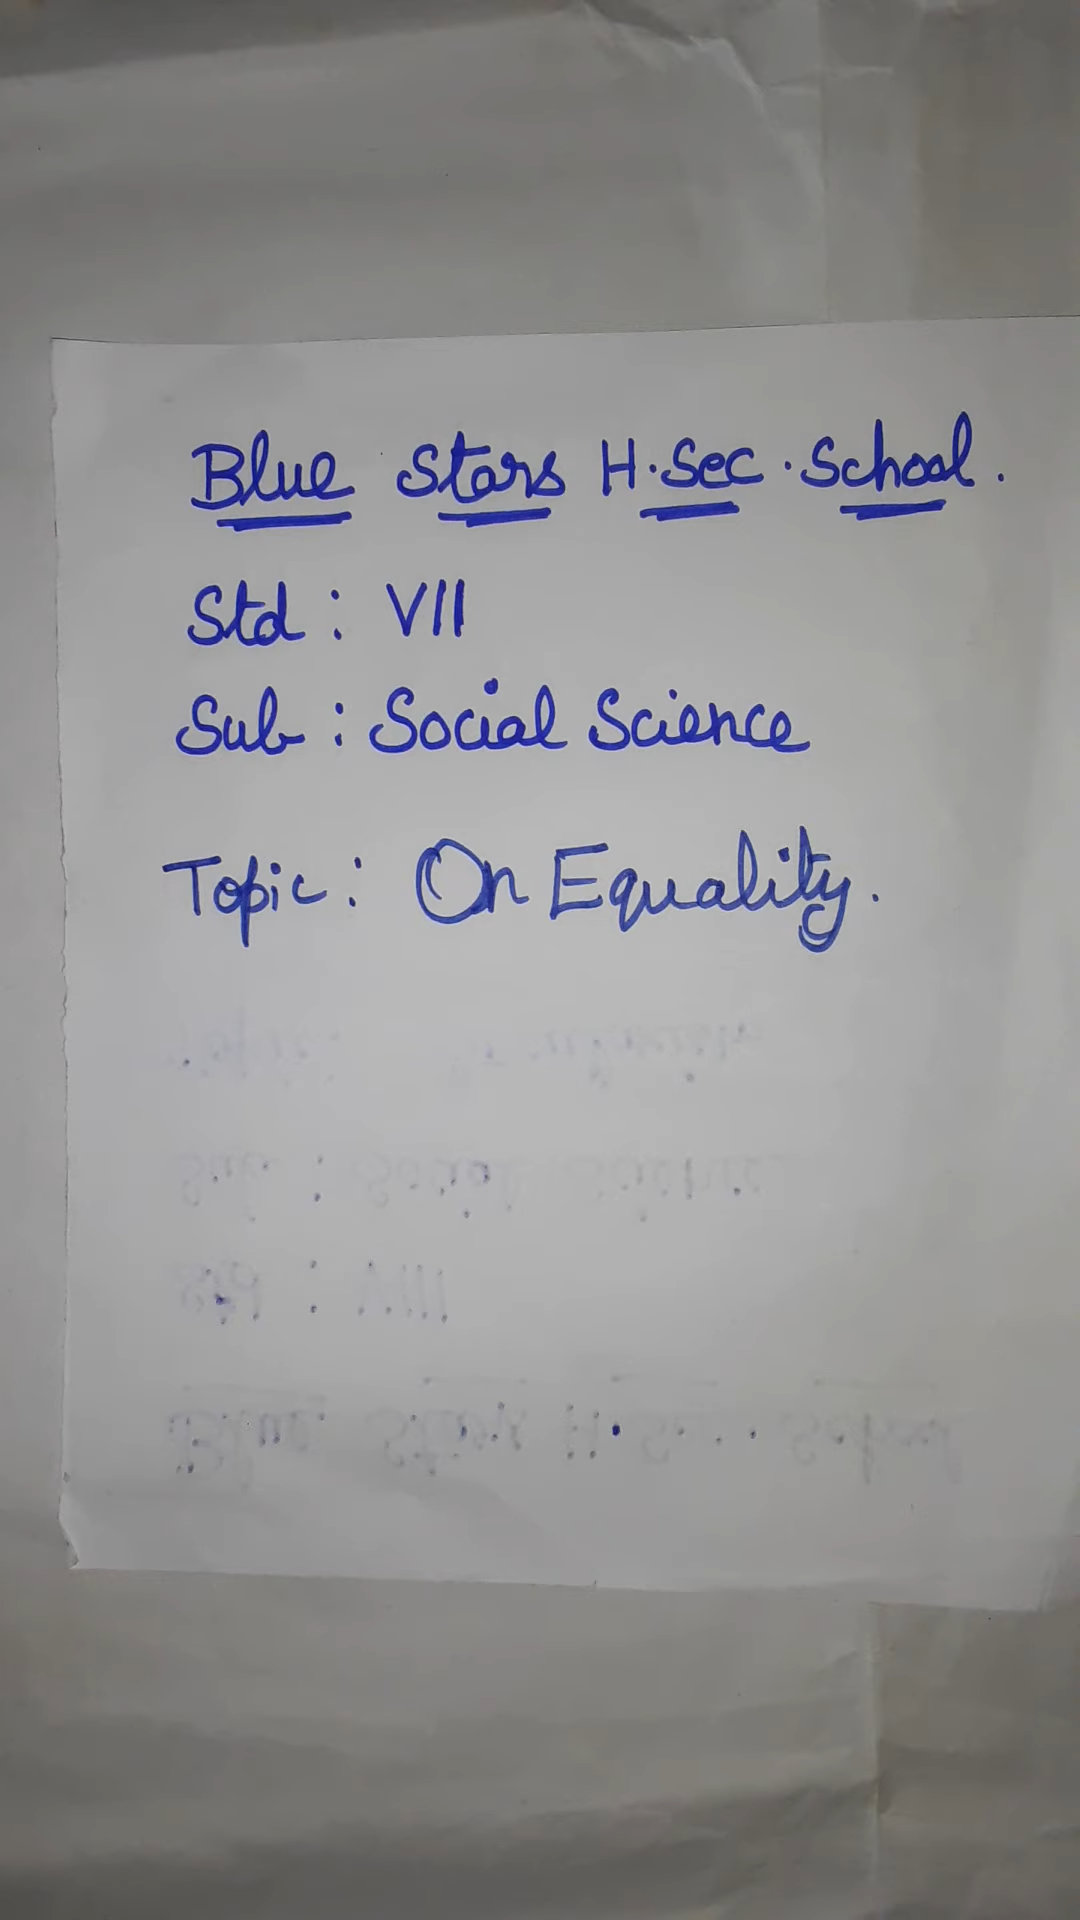 Blue Stars H.Sec.School.
Std : VII
Sub : Social Science
Topic : On Equality.